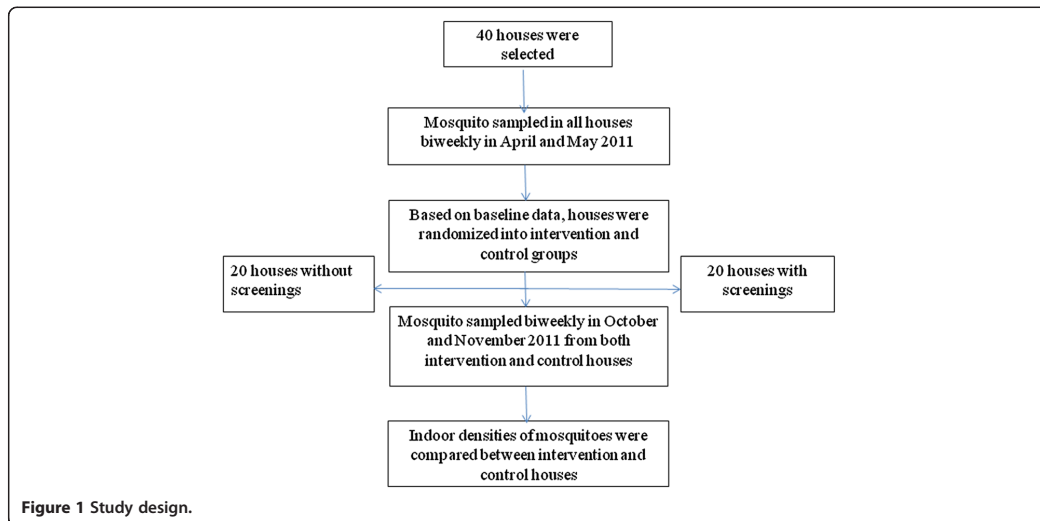 40 houses were
selected
Mosquito sampled in all houses
biweekly in April and May 2011
Based on baseline data, houses were
randomized into intervention and
control groups
20 houses without
screenings
20 houses with
screenings
Mosquito sampled biweekly in October
and November 2011 from both
intervention and control houses
Indoor densities of mosquitoes were
compared between intervention and
control houses
Figure 1 Study design.